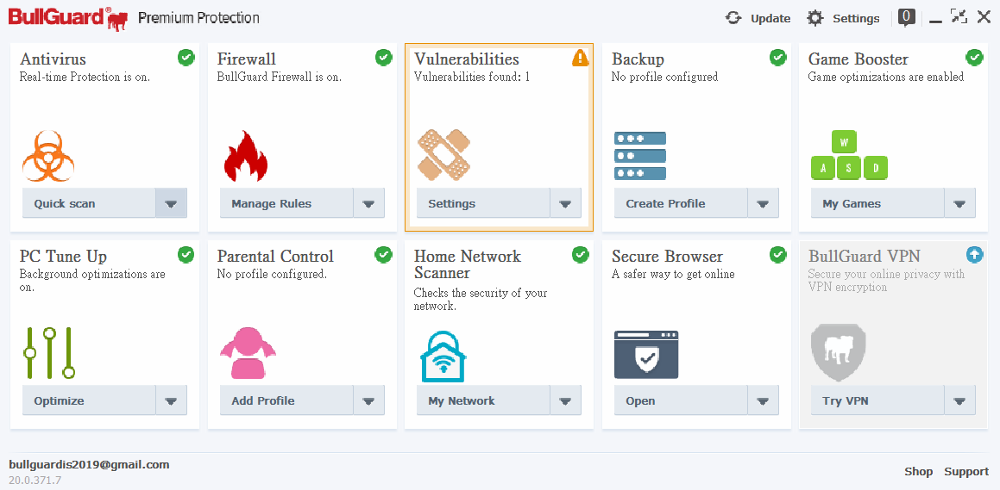 BullGuard® Premium Protection
Update Settings 0
Antivirus
Real-time Protection is on.
Quick scan
Firewall
BullGuard Firewall is on.
Manage Rules
Vulnerabilities
Vulnerabilities found: 1
Settings
Backup
No profile configured
Create Profile
Game Booster
Game optimizations are enabled
W
A S D
My Games
PC Tune Up
Background optimizations are
on.
Optimize
Parental Control
No profile configured.
Add Profile
Home Network
Scanner
Checks the security of your
network.
My Network
Secure Browser
A safer way to get online
Open
BullGuard VPN
Secure your online privacy with
VPN encryption
Try VPN
bullguardis2019@gmail.com
20.0.371.7
Shop Support